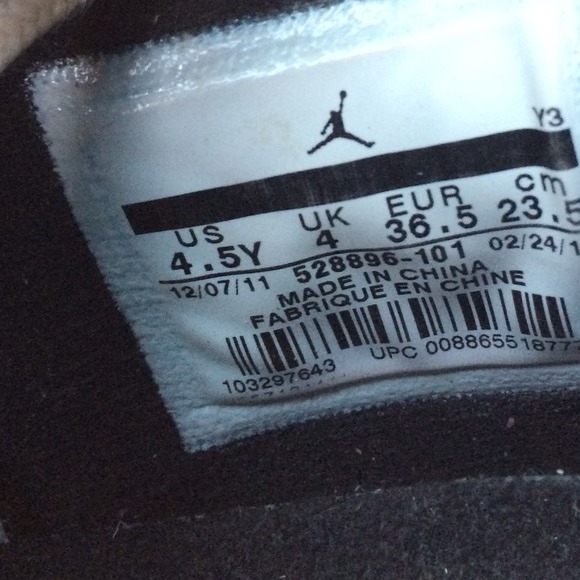 Y3
US UK EUR cm
4.5Y 4 36.5 23.5
12/07/11 528896-101 02/24/1
MADE IN CHINA
FABRIQUE EN CHINE
103297643 UPC 00886551877